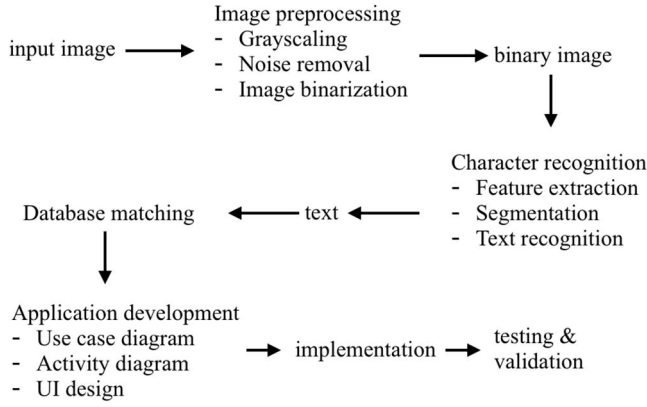 input image
Image preprocessing
- Grayscaling
- Noise removal
- Image binarization
binary image
Character recognition
- Feature extraction
- Segmentation
- Text recognition
text
Database matching
Application development
- Use case diagram
- Activity diagram
- UI design
implementation
testing &
validation